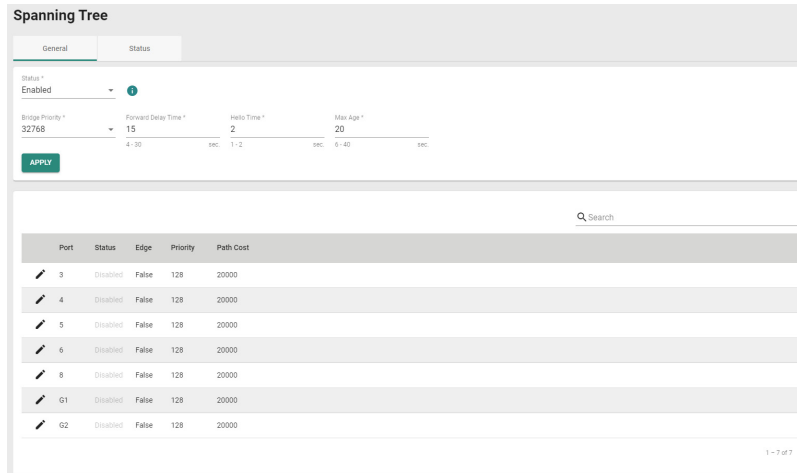 Spanning Tree
General Status
Status *
Enabled
Bridge Priority * Forward Delay Time * Hello Time * Max Age *
32768 15 2 20
4 - 30 sec. 1 - 2 sec. 6 - 40 sec.
APPLY
Search
Port Status Edge Priority Path Cost
3 Disabled False 128 20000
4 Disabled False 128 20000
5 Disabled False 128 20000
6 Disabled False 128 20000
8 Disabled False 128 20000
G1 Disabled False 128 20000
G2 Disabled False 128 20000
1 – 7 of 7